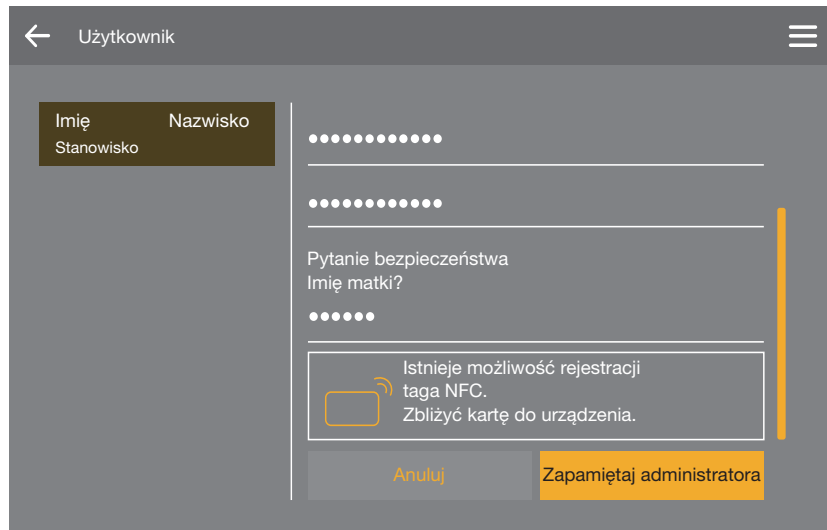 Użytkownik
Imię Nazwisko
Stanowisko
••••••••••••
••••••••••••
Pytanie bezpieczeństwa
Imię matki?
••••••
Istnieje możliwość rejestracji
taga NFC.
Zbliżyć kartę do urządzenia.
Anuluj Zapamiętaj administratora